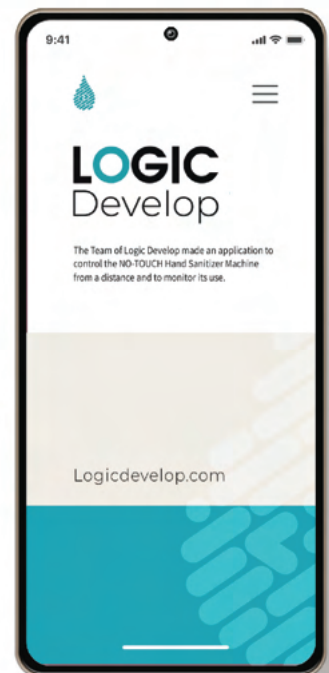 9:41
LOGIC
Develop
The Team of Logic Develop made an application to
control the NO-TOUCH Hand Sanitizer Machine
from a distance and to monitor its use.
Logicdevelop.com